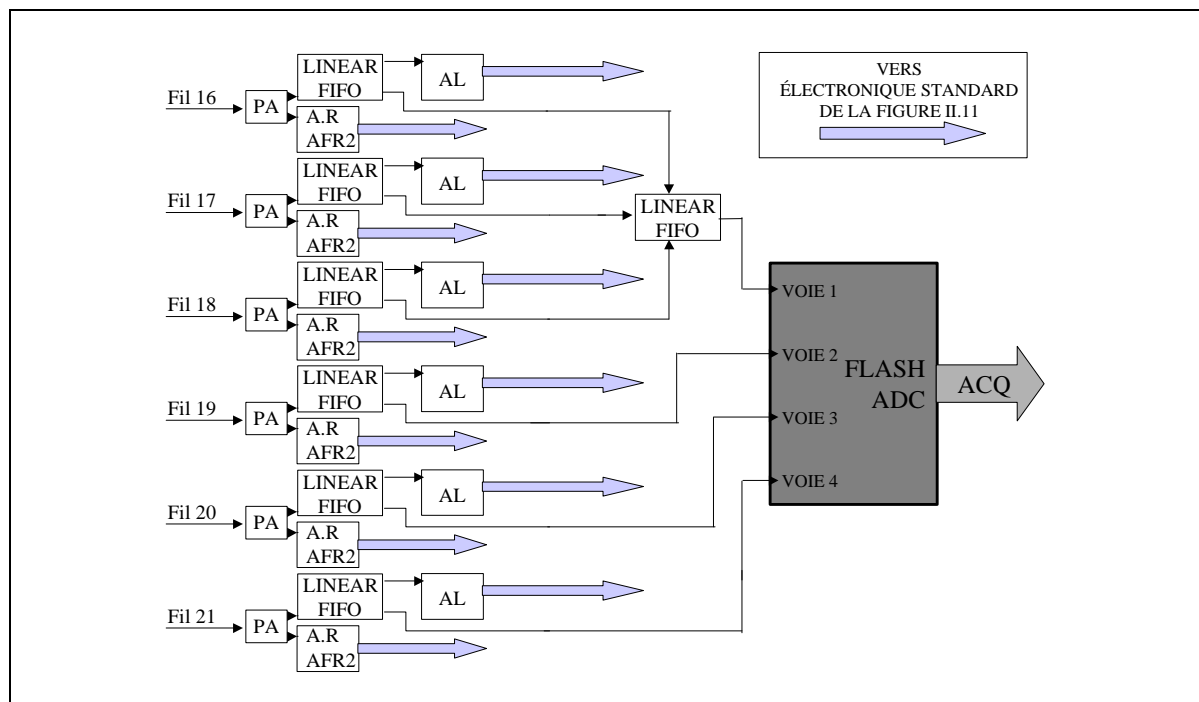 VERS
ÉLECTRONIQUE STANDARD
DE LA FIGURE II.11
Fil 16
PA
LINEAR
FIFO
A.R
AFR2
AL
Fil 17
PA
LINEAR
FIFO
A.R
AFR2
AL
LINEAR
FIFO
Fil 18
PA
LINEAR
FIFO
A.R
AFR2
AL
Fil 19
PA
LINEAR
FIFO
A.R
AFR2
AL
Fil 20
PA
LINEAR
FIFO
A.R
AFR2
AL
Fil 21
PA
LINEAR
FIFO
A.R
AFR2
AL
VOIE 1
VOIE 2
VOIE 3
VOIE 4
FLASH
ADC
ACQ